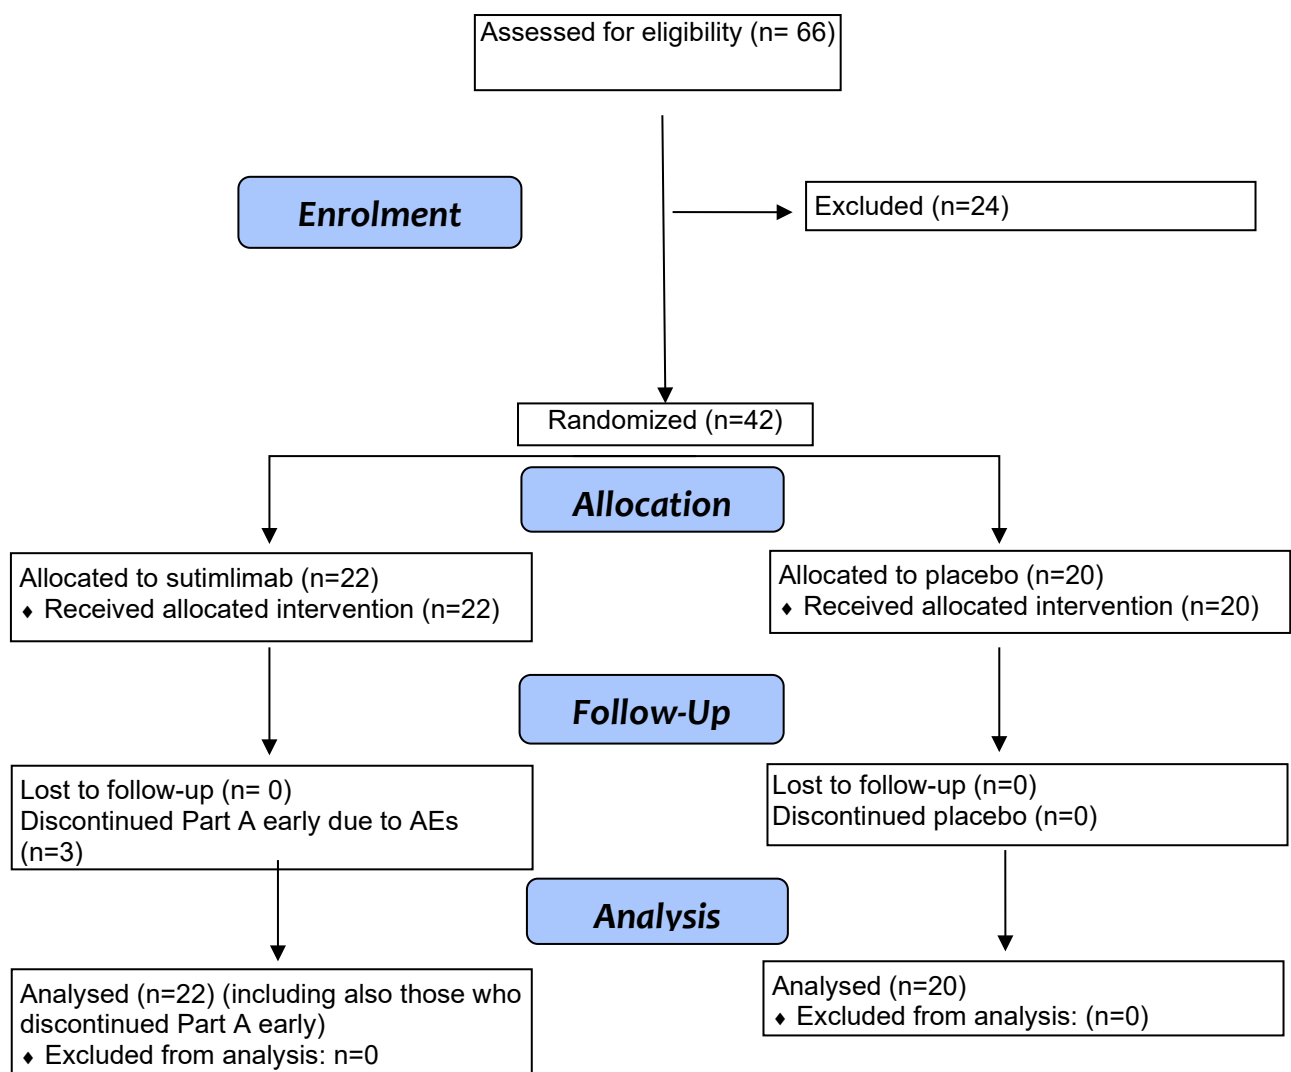 Assessed for eligibility (n= 66)
Enrolment
Excluded (n=24)
Randomized (n=42)
Allocation
Allocated to sutimlimab (n=22)
♦ Received allocated intervention (n=22)
Allocated to placebo (n=20)
♦ Received allocated intervention (n=20)
Follow-Up
Lost to follow-up (n= 0)
Discontinued Part A early due to AEs
(n=3)
Lost to follow-up (n=0)
Discontinued placebo (n=0)
Analysis
Analysed (n=22) (including also those who
discontinued Part A early)
♦ Excluded from analysis: n=0
Analysed (n=20)
♦ Excluded from analysis: (n=0)